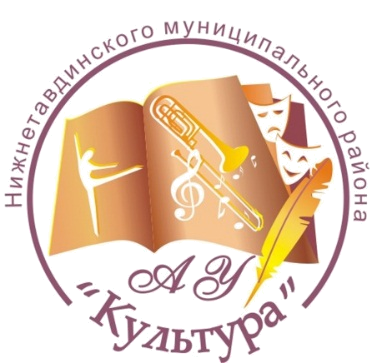 Нижнетавдинского муниципального района
АУ
"Культура"